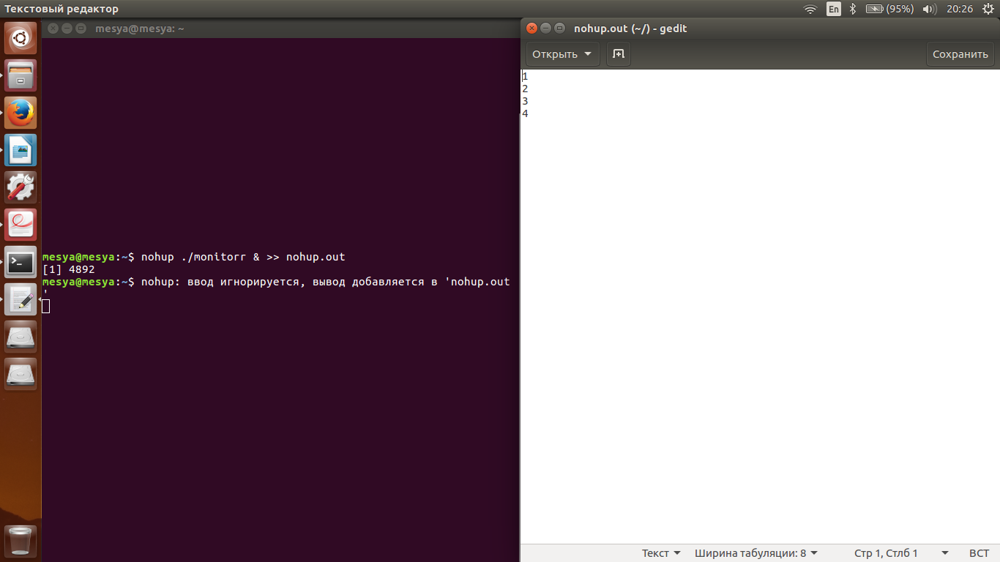 Текстовый редактор
En
(95%)
20:26
mesya@mesya: ~
nohup.out (~/) - gedit
Открыть
Сохранить
1
2
3
4
mesya@mesya:~$ nohup ./monitorr & >> nohup.out
[1] 4892
mesya@mesya:~$ nohup: ввод игнорируется, вывод добавляется в 'nohup.out
'
Текст
Ширина табуляции: 8
Стр 1, Стлб 1
ВСТ